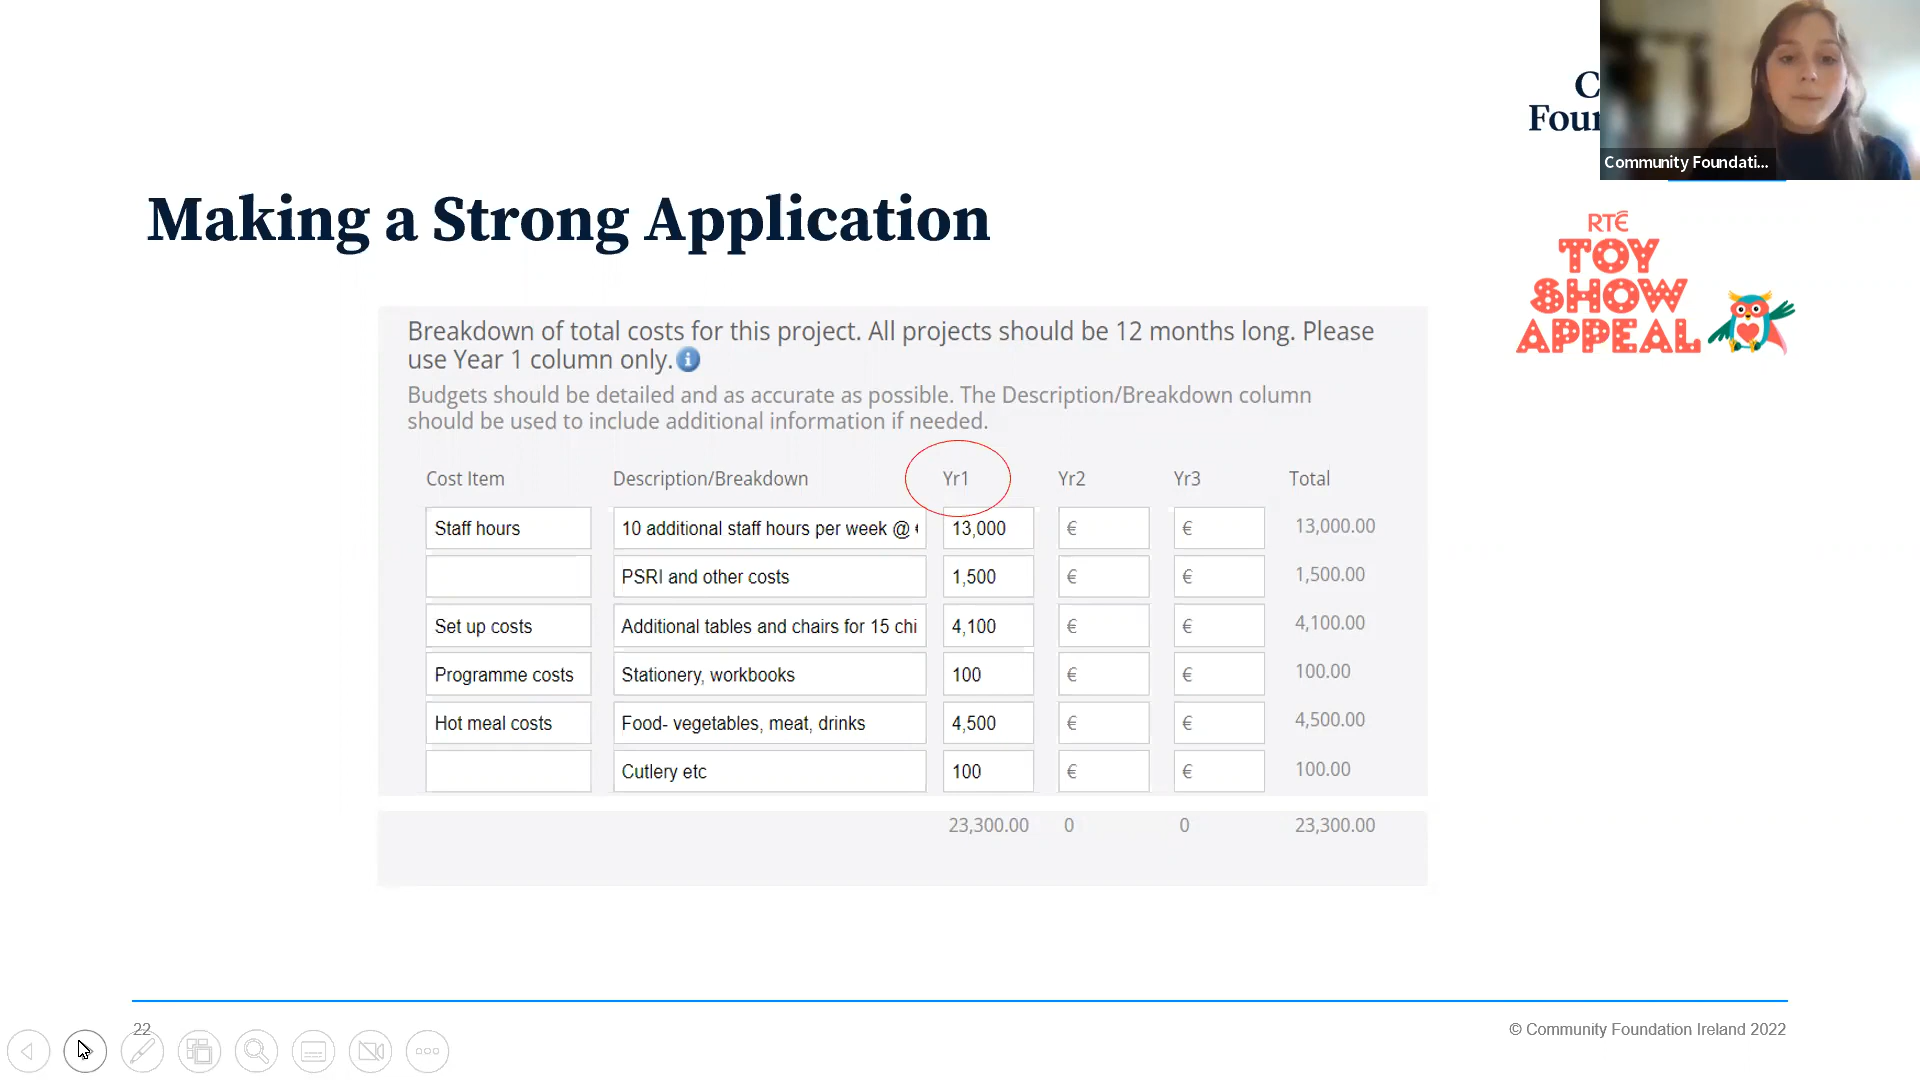 C
Four
Community Foundati...
Making a Strong Application
RTÉ
TOY
SHOW
APPEAL
Breakdown of total costs for this project. All projects should be 12 months long. Please
use Year 1 column only.
Budgets should be detailed and as accurate as possible. The Description/Breakdown column
should be used to include additional information if needed.
Cost Item Description/Breakdown Yr1 Yr2 Yr3 Total
Staff hours 10 additional staff hours per week @ 13,000 € € 13,000.00
PSRI and other costs 1,500 € € 1,500.00
Set up costs Additional tables and chairs for 15 chi 4,100 € € 4,100.00
Programme costs Stationery, workbooks 100 € € 100.00
Hot meal costs Food- vegetables, meat, drinks 4,500 € € 4,500.00
Cutlery etc 100 € € 100.00
23,300.00 0 0 23,300.00
22
© Community Foundation Ireland 2022